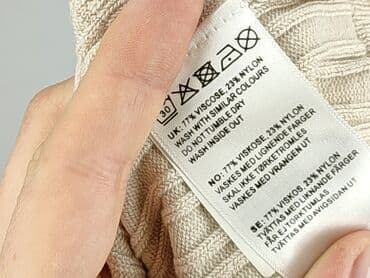 30
UK: 77% VISCOSE, 23% NYLON
WASH WITH SIMILAR COLOURS
DO NOT TUMBLE DRY
WASH INSIDE OUT
NO: 77% VISKOSE, 23% NYLON
VASKES MED LIGNENDE FARGER
SKAL IKKE TØRKETROMLES
VASKES MED VRANGEN UT
SE: 77% VISKOS, 23% NYLON
TVÄTTAS MED LIKNANDE FÄRGER
FÅR EJ TORKTUMLAS
TVÄTTAS MED AVIGSIDAN UT